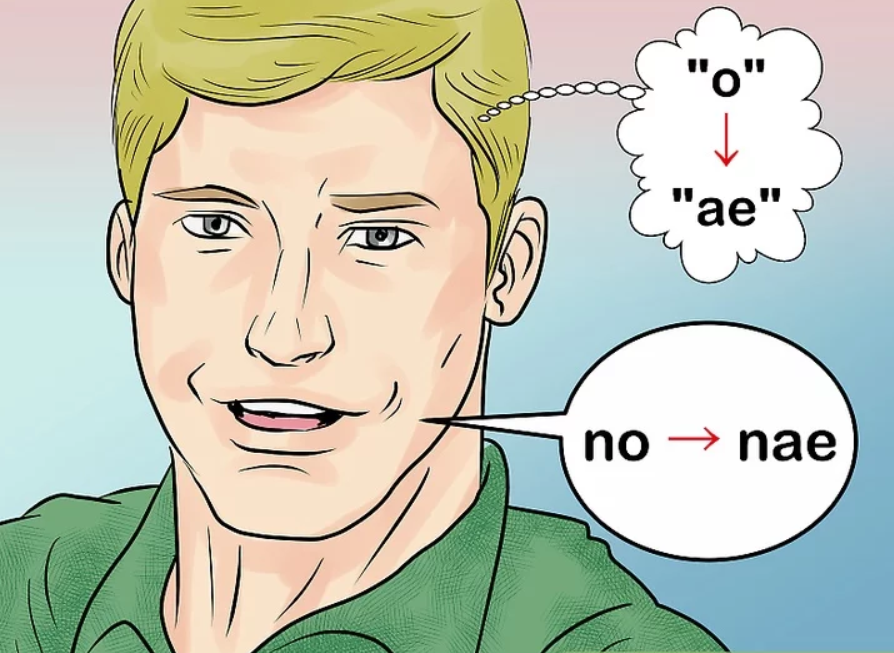 "o"
↓
"ae"
no → nae